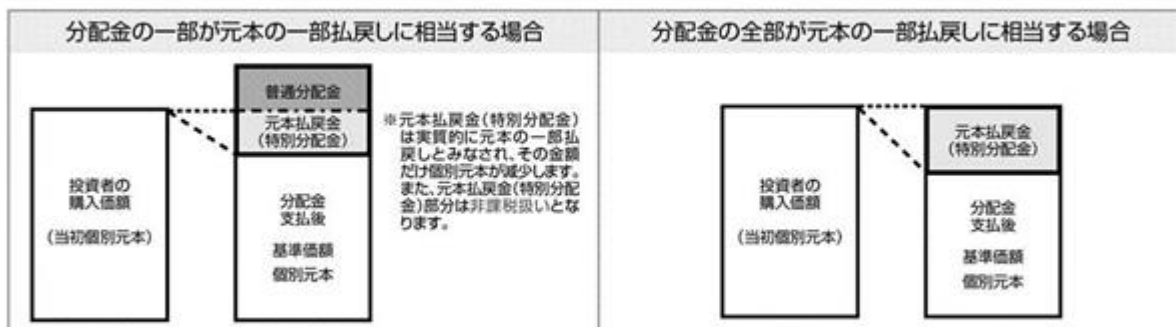 分配金の一部が元本の一部払戻しに相当する場合
普通分配金
元本払戻金
(特別分配金)
投資者の
購入価額
(当初個別元本)
分配金
支払後
基準価額
個別元本
※元本払戻金(特別分配金)
は実質的に元本の一部払
戻しとみなされ、その金額
だけ個別元本が減少します。
また、元本払戻金(特別分配
金)部分は非課税扱いとな
ります。
分配金の全部が元本の一部払戻しに相当する場合
元本払戻金
(特別分配金)
投資者の
購入価額
(当初個別元本)
分配金
支払後
基準価額
個別元本